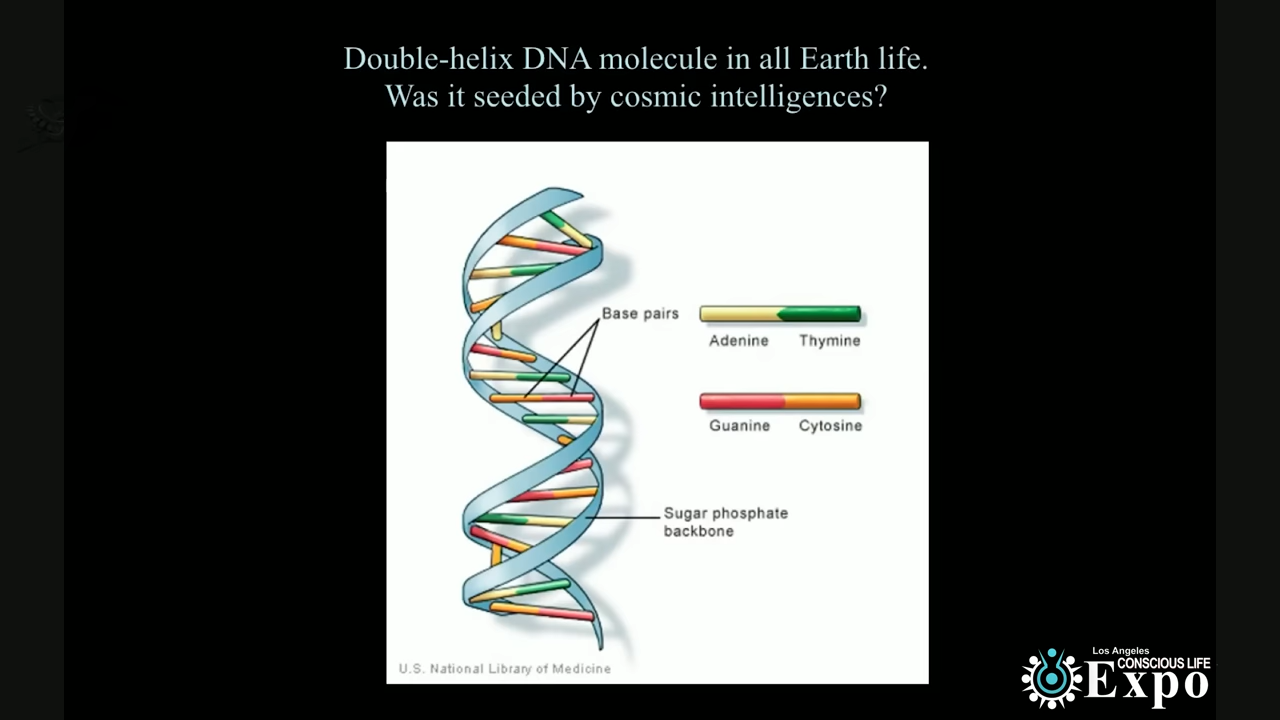 Double-helix DNA molecule in all Earth life.
Was it seeded by cosmic intelligences?
Base pairs
Adenine Thymine
Guanine Cytosine
Sugar phosphate
backbone
U.S. National Library of Medicine
Los Angeles
CONSCIOUS LIFE
Expo